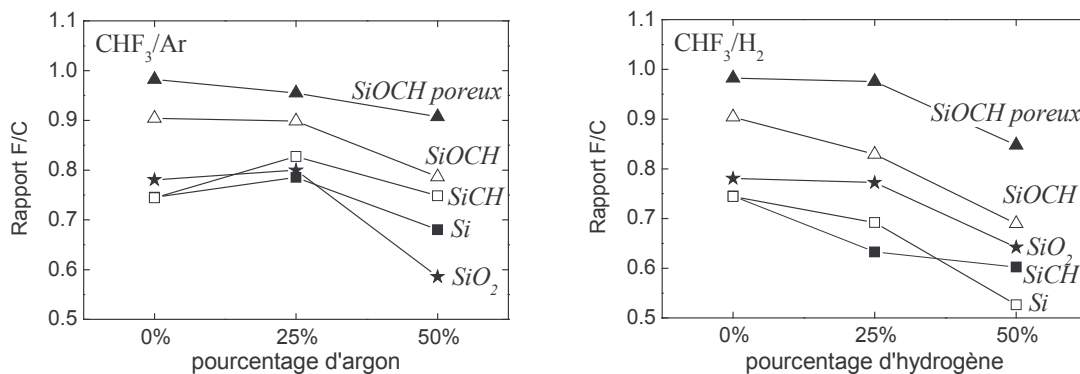 CHF3/Ar
Rapport F/C
1.1
1.0
0.9
0.8
0.7
0.6
0.5
SiOCH poreux
SiOCH
SiCH
Si
SiO2
0%
25%
50%
pourcentage d'argon
CHF3/H2
Rapport F/C
1.1
1.0
0.9
0.8
0.7
0.6
0.5
SiOCH poreux
SiOCH
SiO2
SiCH
Si
0%
25%
50%
pourcentage d'hydrogène